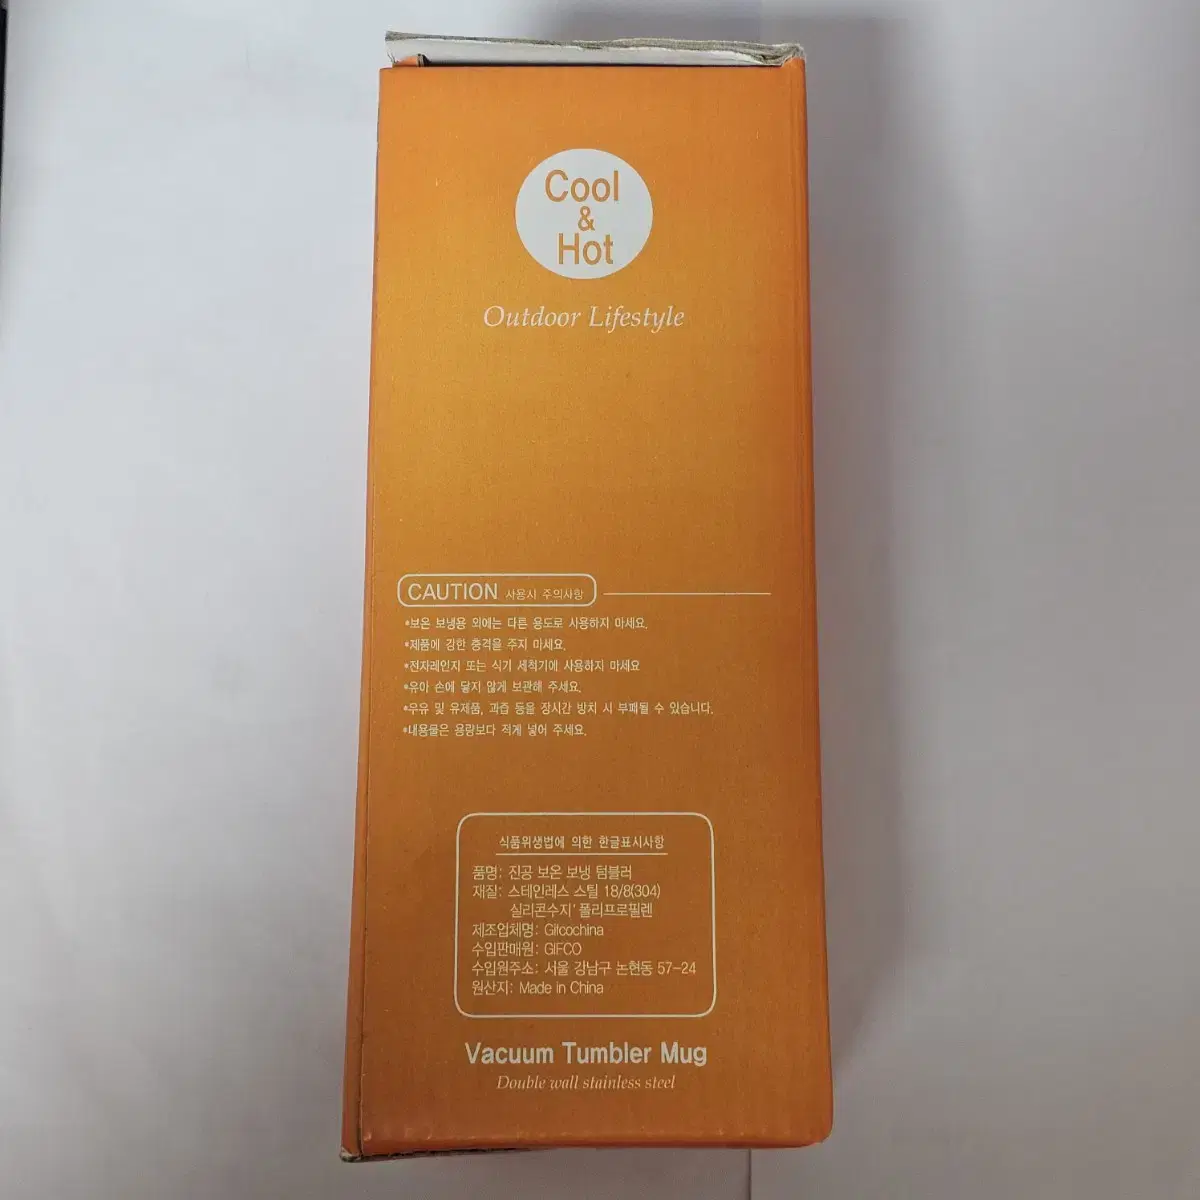 Cool
&
Hot
Outdoor Lifestyle
CAUTION 사용시 주의사항
*보온 보냉용 외에는 다른 용도로 사용하지 마세요.
*제품에 강한 충격을 주지 마세요.
*전자레인지 또는 식기 세척기에 사용하지 마세요
*유아 손에 닿지 않게 보관해 주세요.
*우유 및 유제품, 과즙 등을 장시간 방치 시 부패될 수 있습니다.
*내용물은 용량보다 적게 넣어 주세요.
식품위생법에 의한 한글표시사항
품명: 진공 보온 보냉 텀블러
재질: 스테인레스 스틸 18/8(304)
실리콘수지' 폴리프로필렌
제조업체명: Gifcochina
수입판매원: GIFCO
수입원주소: 서울 강남구 논현동 57-24
원산지: Made in China
Vacuum Tumbler Mug
Double wall stainless steel